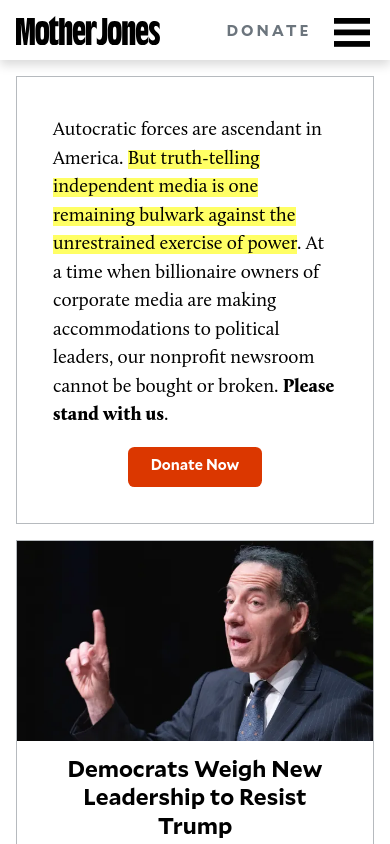 Mother Jones
DONATE
Autocratic forces are ascendant in
America. But truth-telling
independent media is one
remaining bulwark against the
unrestrained exercise of power. At
a time when billionaire owners of
corporate media are making
accommodations to political
leaders, our nonprofit newsroom
cannot be bought or broken. Please
stand with us.
Donate Now
Democrats Weigh New
Leadership to Resist
Trump